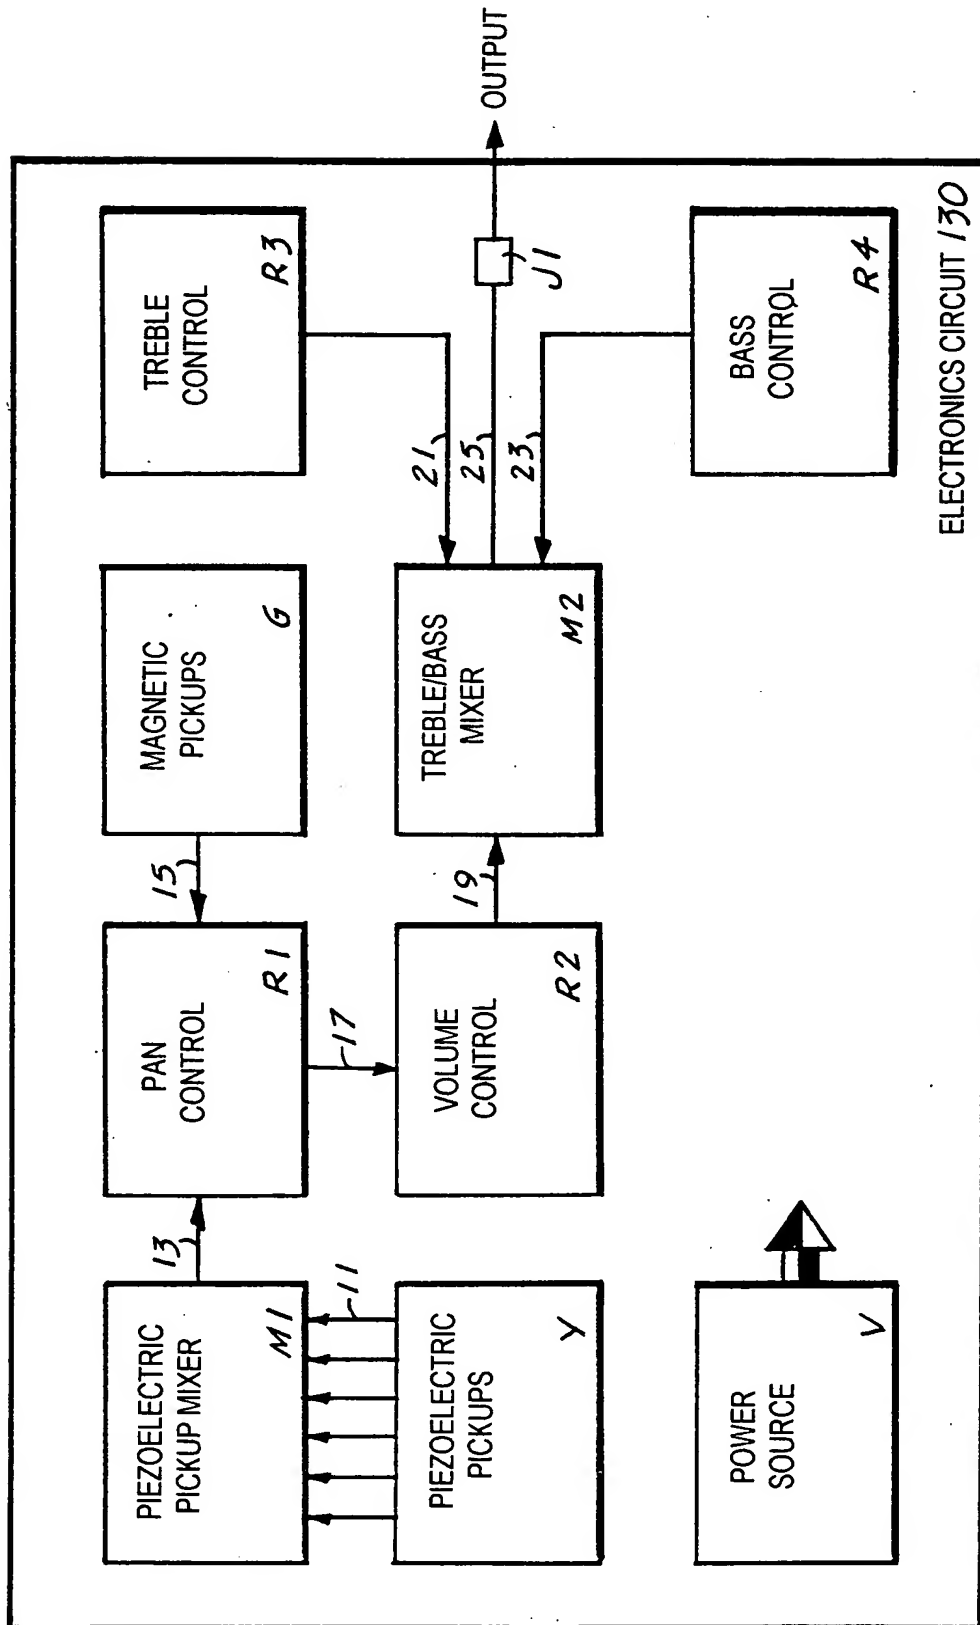 PIEZOELECTRIC
PICKUP MIXER
M1
13
PAN
CONTROL
R1
15
MAGNETIC
PICKUPS
G
TREBLE
CONTROL
R3
11
17
21
PIEZOELECTRIC
PICKUPS
Y
VOLUME
CONTROL
R2
19
TREBLE/BASS
MIXER
M2
25
J1
OUTPUT
23
POWER
SOURCE
V
BASS
CONTROL
R4
ELECTRONICS CIRCUIT 130